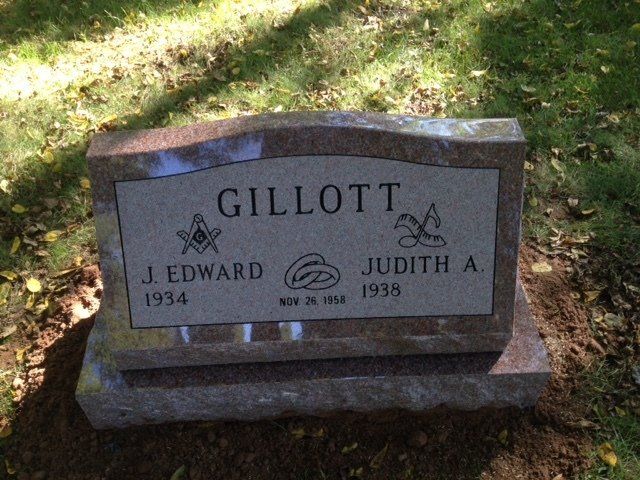 GILLOTT
G
J. EDWARD
1934
NOV 26, 1958
JUDITH A.
1938